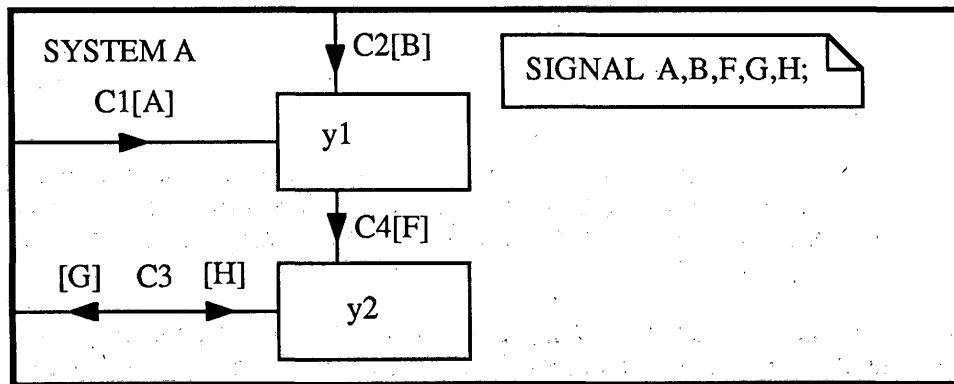 SYSTEM A
C2[B]
SIGNAL A,B,F,G,H;
C1[A]
y1
C4[F]
[G] C3 [H]
y2